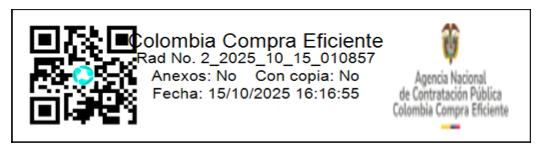 Colombia Compra Eficiente
Rad No. 2_2025_10_15_010857
Anexos: No Con copia: No
Fecha: 15/10/2025 16:16:55
Agencia Nacional
de Contratación Pública
Colombia Compra Eficiente